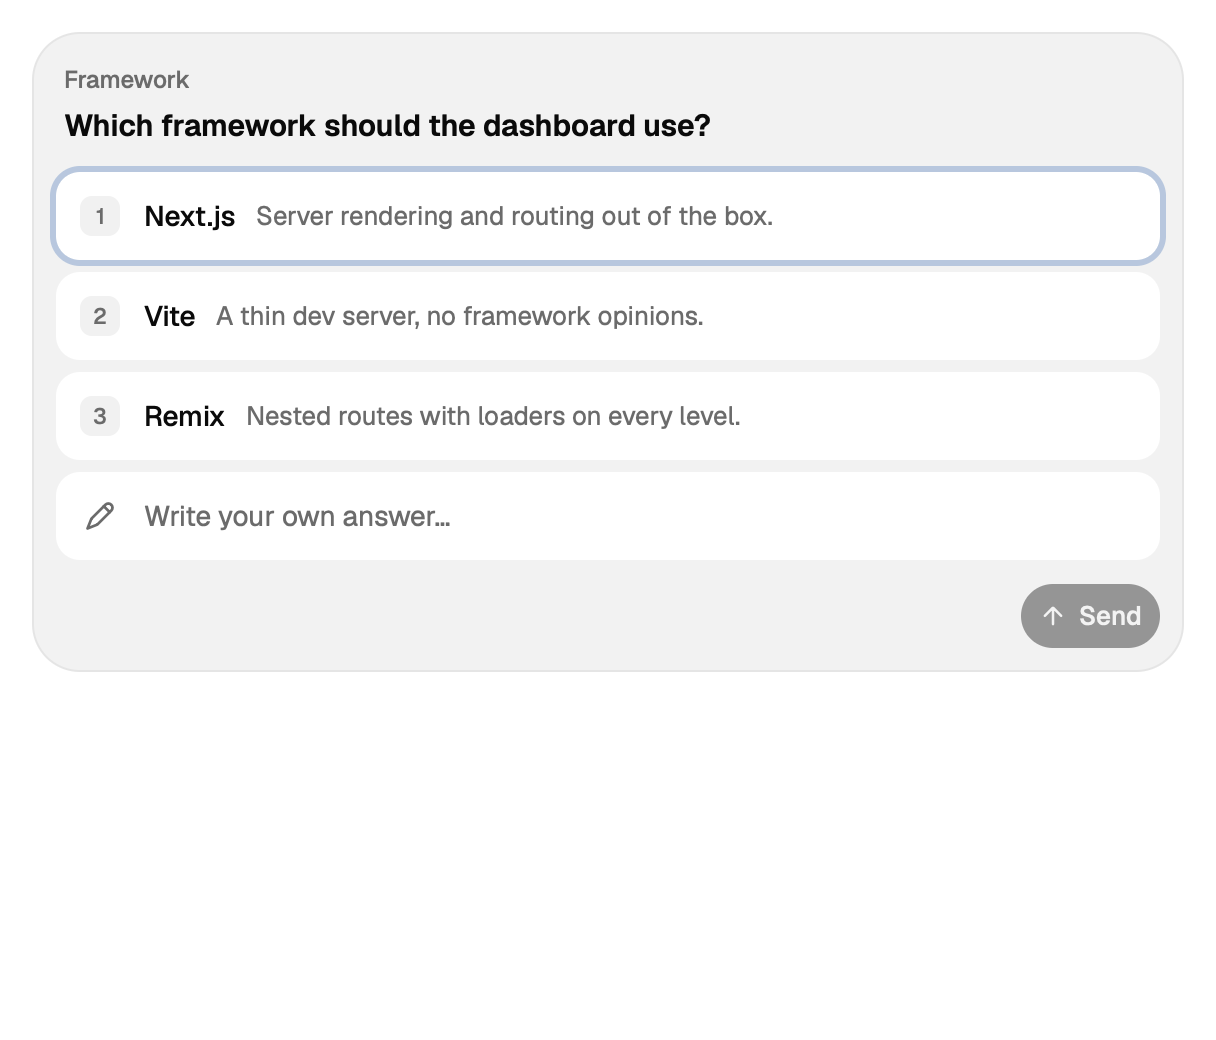 Framework
Which framework should the dashboard use?
1 Next.js Server rendering and routing out of the box.
2 Vite A thin dev server, no framework opinions.
3 Remix Nested routes with loaders on every level.
Write your own answer…
Send